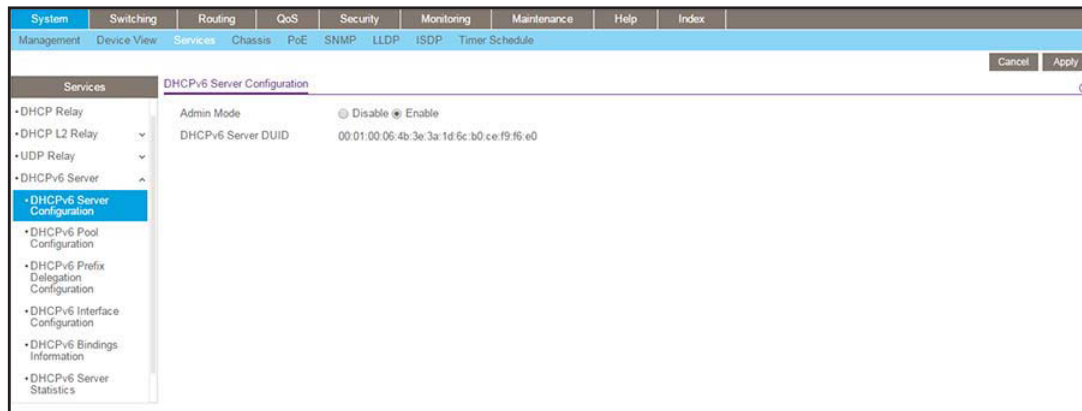 System Switching Routing QoS Security Monitoring Maintenance Help Index
Management Device View Services Chassis PoE SNMP LLDP ISDP Timer Schedule
Cancel Apply
Services
DHCPv6 Server Configuration
• DHCP Relay
• DHCP L2 Relay
• UDP Relay
• DHCPv6 Server
• DHCPv6 Server
Configuration
• DHCPv6 Pool
Configuration
• DHCPv6 Prefix
Delegation
Configuration
• DHCPv6 Interface
Configuration
• DHCPv6 Bindings
Information
• DHCPv6 Server
Statistics
Admin Mode Disable Enable
DHCPv6 Server DUID 00:01:00:06:4b:3e:3a:1d:6c:b0:ce:f9:f6:e0